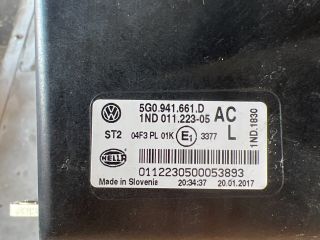 5G0.941.661.D
1ND 011.223-05 AC
ST2 04F3 PL 01K E1 3377 L
1ND.1830
HELLA
0112230500053893
Made in Slovenia 20:34:37 20.01.2017